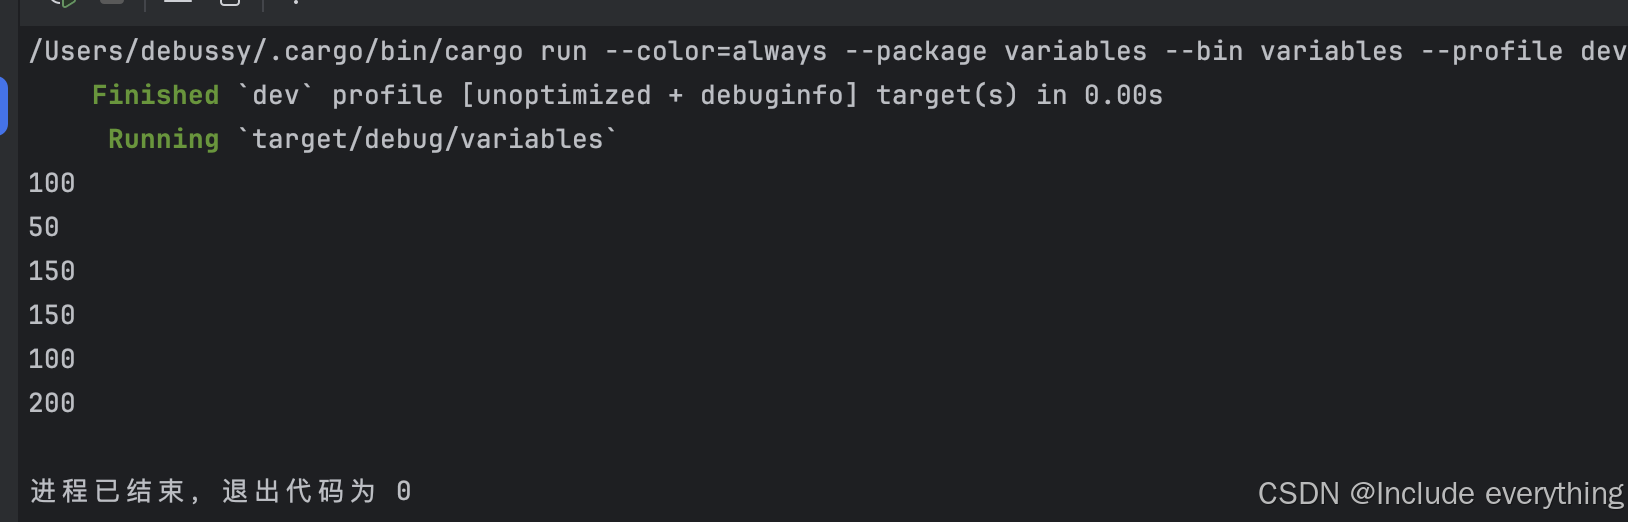 /Users/debussy/.cargo/bin/cargo run --color=always --package variables --bin variables --profile dev
Finished `dev` profile [unoptimized + debuginfo] target(s) in 0.00s
Running `target/debug/variables`
100
50
150
150
100
200
进程已结束，退出代码为 0
CSDN @Include everything